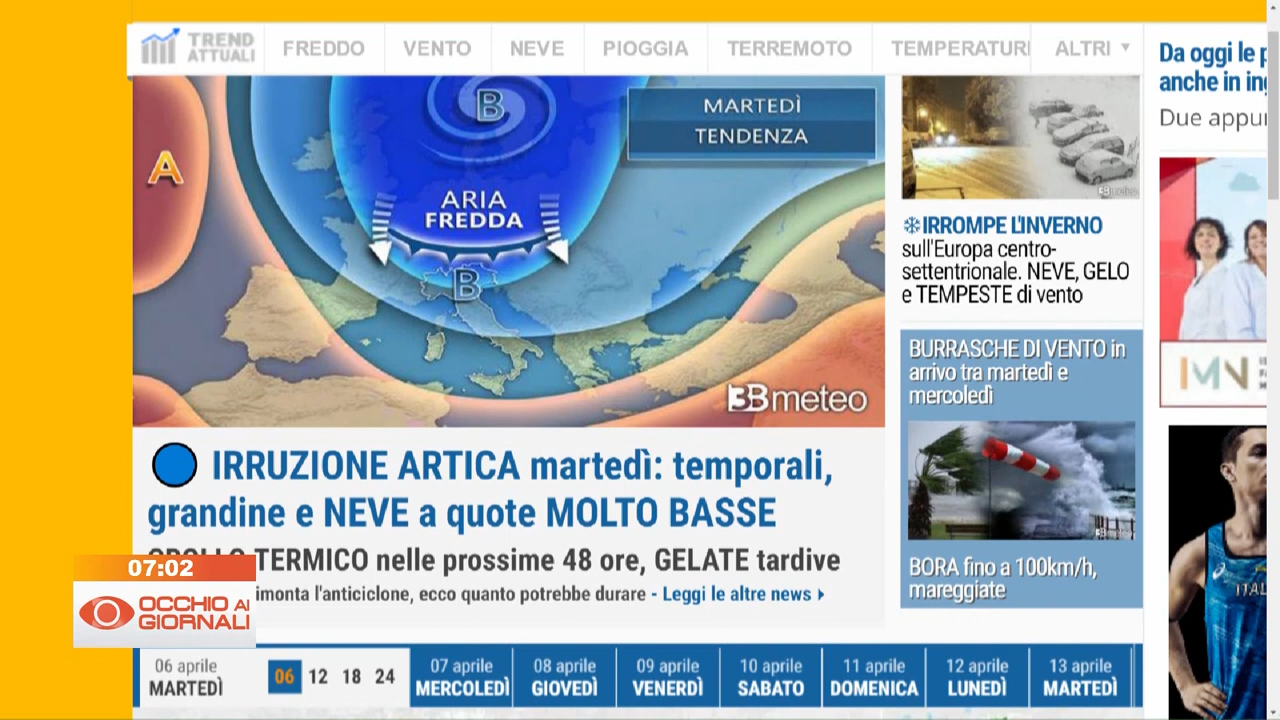 TREND
ATTUALI
FREDDO
VENTO
NEVE
PIOGGIA
TERREMOTO
TEMPERATURE
ALTRI
B
A
MARTEDÌ
TENDENZA
ARIA
FREDDA
B
3Bmeteo
IRRUZIONE ARTICA martedì: temporali,
grandine e NEVE a quote MOLTO BASSE
TERMICO nelle prossime 48 ore, GELATE tardive
l'anticiclone, ecco quanto potrebbe durare - Leggi le altre news
07:02
OCCHIO AI
GIORNALI
06 aprile
MARTEDÌ
06 12 18 24
07 aprile
MERCOLEDÌ
08 aprile
GIOVEDÌ
09 aprile
VENERDÌ
10 aprile
SABATO
11 aprile
DOMENICA
12 aprile
LUNEDÌ
13 aprile
MARTEDÌ
3Bmeteo
IRROMPE L'INVERNO
sull'Europa centro-
settentrionale. NEVE, GELO
e TEMPESTE di vento
BURRASCHE DI VENTO in
arrivo tra martedì e
mercoledì
3Bmeteo
BORA fino a 100km/h,
mareggiate
Da oggi le
anche in
Due
IMN